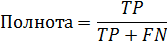 Полнота = TP / (TP + FN)